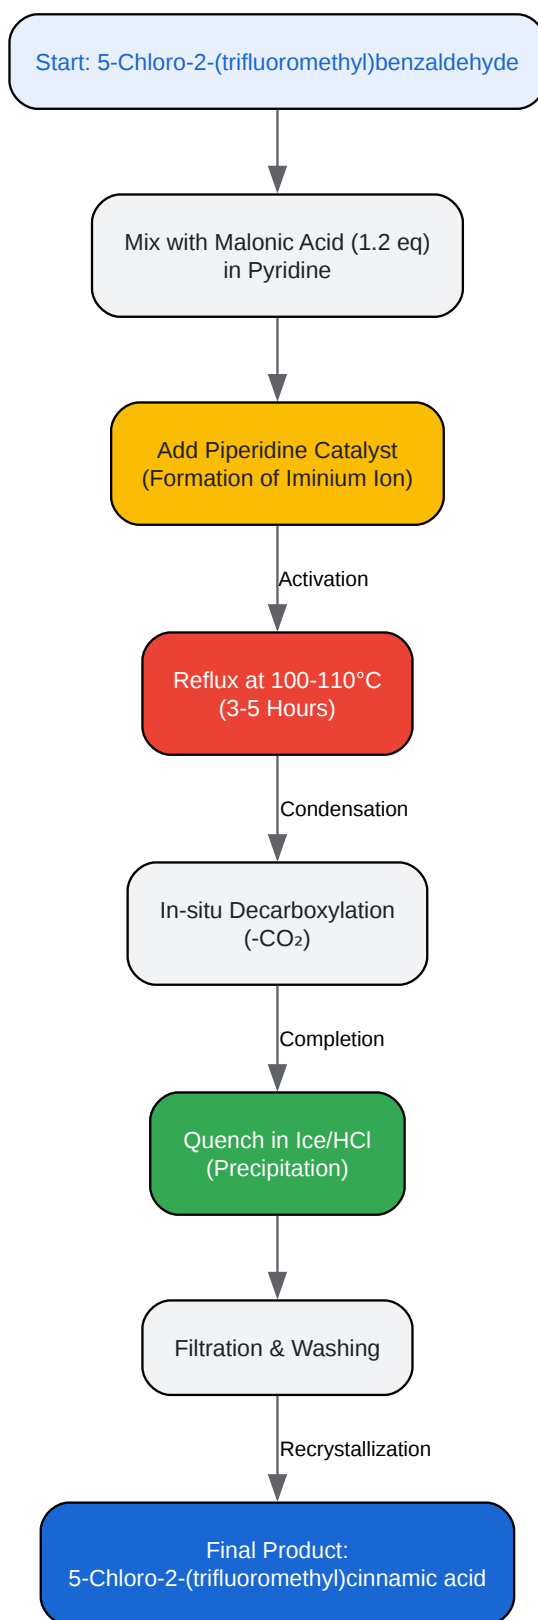 Start: 5-Chloro-2-(trifluoromethyl)benzaldehyde
Mix with Malonic Acid (1.2 eq)
in Pyridine
Add Piperidine Catalyst
(Formation of Iminium Ion)
Activation
Reflux at 100-110°C
(3-5 Hours)
Condensation
In-situ Decarboxylation
(-CO₂)
Completion
Quench in Ice/HCl
(Precipitation)
Filtration & Washing
Recrystallization
Final Product:
5-Chloro-2-(trifluoromethyl)cinnamic acid